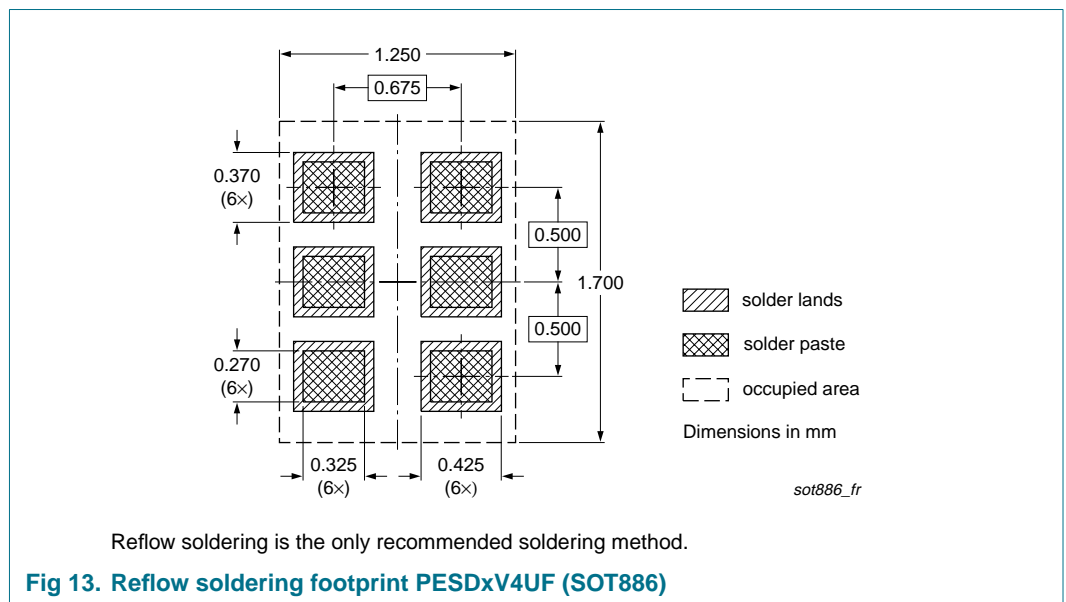 1.250
0.675
0.370
(6×)
0.500
1.700
solder lands
0.500
solder paste
0.270
(6×)
occupied area
Dimensions in mm
0.325
(6×)
0.425
(6×)
sot886_fr
Reflow soldering is the only recommended soldering method.
Fig 13. Reflow soldering footprint PESDxV4UF (SOT886)